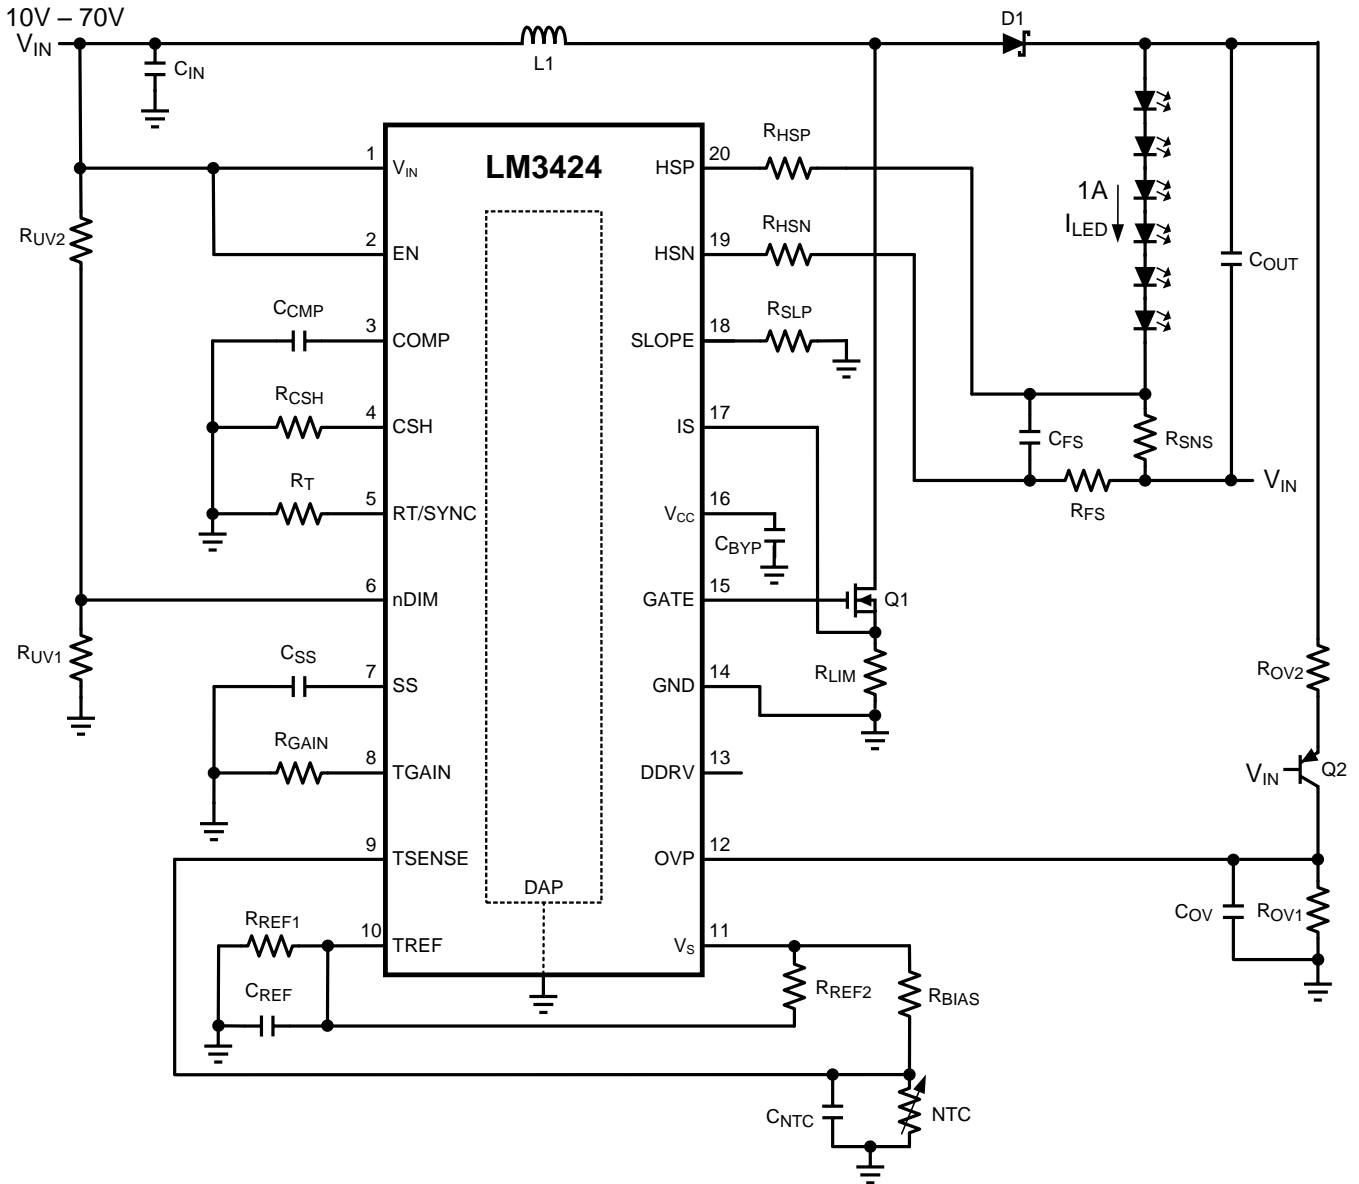 10V – 70V
VIN
CIN
L1
D1
LM3424
1
VIN
2
EN
3
COMP
4
CSH
5
RT/SYNC
6
nDIM
7
SS
8
TGAIN
9
TSENSE
10
TREF
20
HSP
19
HSN
18
SLOPE
17
IS
16
VCC
15
GATE
14
GND
13
DDRV
12
OVP
11
VS
DAP
RUV2
RUV1
CCMP
RCSH
RT
CSS
RGAIN
RREF1
CREF
RHSP
RHSN
RSLP
CBYP
Q1
RLIM
1A
ILED
COUT
CFS
RSNS
RFS
VIN
ROV2
VIN
Q2
COV
ROV1
RREF2
RBIAS
CNTC
NTC